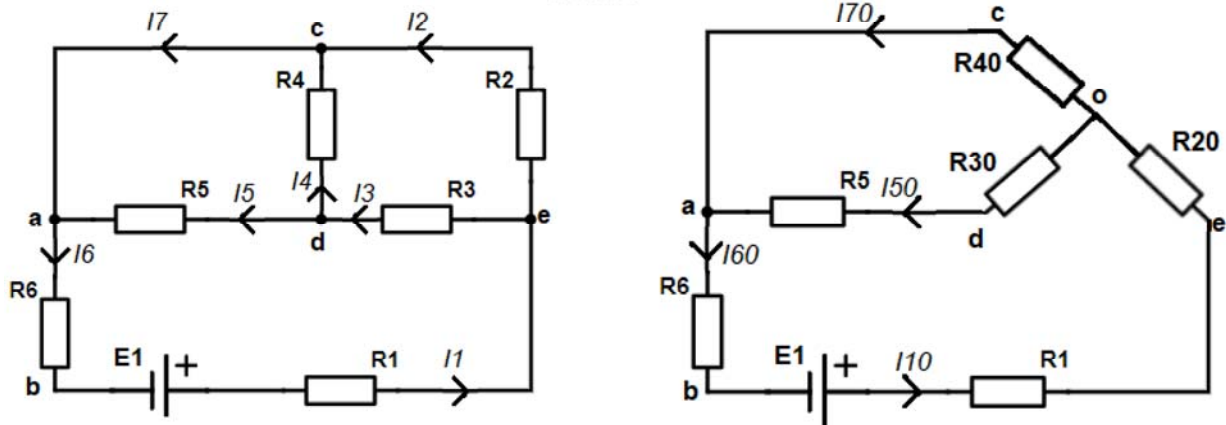 I7
c
I2
R4
R2
R5
I5
I4
I3
R3
a
d
e
I6
R6
E1
+
R1
I1
b
I70
c
R40
o
R20
R30
R5
I50
a
d
e
I60
R6
E1
+
I10
R1
b